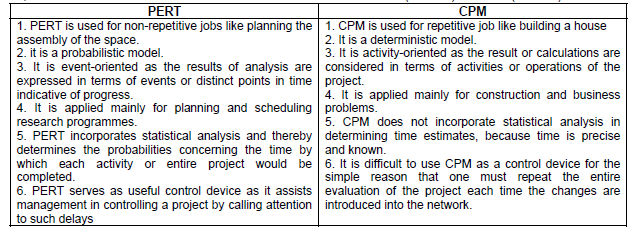 PERT
1. PERT is used for non-repetitive jobs like planning the
assembly of the space.
2. it is a probabilistic model.
3. It is event-oriented as the results of analysis are
expressed in terms of events or distinct points in time
indicative of progress.
4. It is applied mainly for planning and scheduling
research programmes.
5. PERT incorporates statistical analysis and thereby
determines the probabilities concerning the time by
which each activity or entire project would be
completed.
6. PERT serves as useful control device as it assists
management in controlling a project by calling attention
to such delays
CPM
1. CPM is used for repetitive job like building a house
2. It is a deterministic model.
3. It is activity-oriented as the result or calculations are
considered in terms of activities or operations of the
project.
4. It is applied mainly for construction and business
problems.
5. CPM does not incorporate statistical analysis in
determining time estimates, because time is precise
and known.
6. It is difficult to use CPM as a control device for the
simple reason that one must repeat the entire
evaluation of the project each time the changes are
introduced into the network.